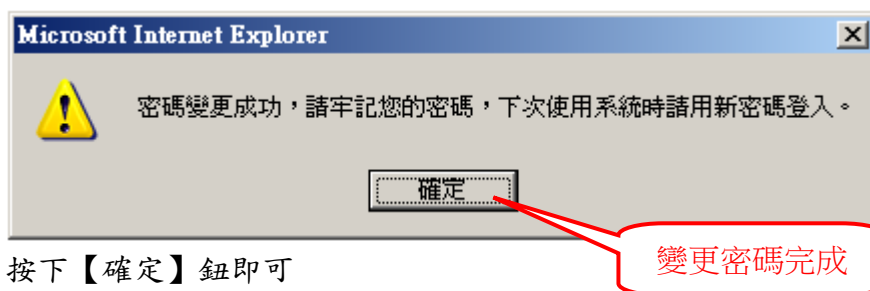 Microsoft Internet Explorer
密碼變更成功，請牢記您的密碼，下次使用系統時請用新密碼登入。
確定
變更密碼完成
按下【確定】鈕即可